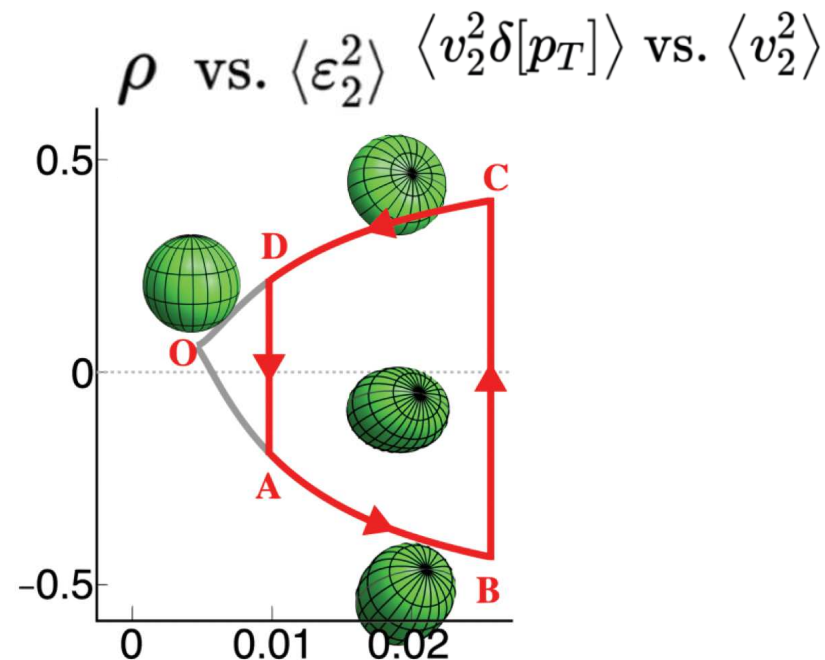 ρ vs. ⟨ε₂²⟩ ⟨v₂²δ[p_T]⟩ vs. ⟨v₂²⟩
0.5
C
D
O
0
A
B
−0.5
0 0.01 0.02